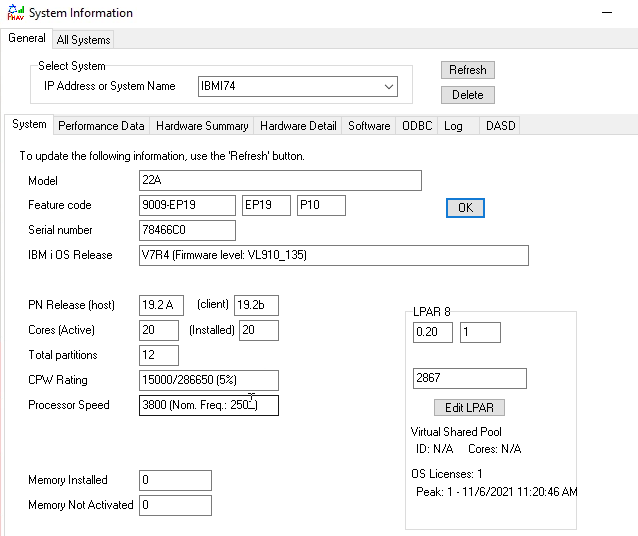 System Information
General All Systems
Select System
IP Address or System Name IBMI74
Refresh
Delete
System Performance Data Hardware Summary Hardware Detail Software ODBC Log DASD
To update the following information, use the 'Refresh' button.
Model 22A
Feature code 9009-EP19 EP19 P10
OK
Serial number 78466C0
IBM i OS Release V7R4 (Firmware level: VL910_135)
PN Release (host) 19.2 A (client) 19.2b
Cores (Active) 20 (Installed) 20
Total partitions 12
CPW Rating 15000/286650 (5%)
Processor Speed 3800 (Nom. Freq.:
Memory Installed 0
Memory Not Activated 0
LPAR 8
0.20 1
2867
Edit LPAR
Virtual Shared Pool
ID: N/A Cores: N/A
OS Licenses: 1
Peak: 1 - 11/6/2021 11:20:46 AM